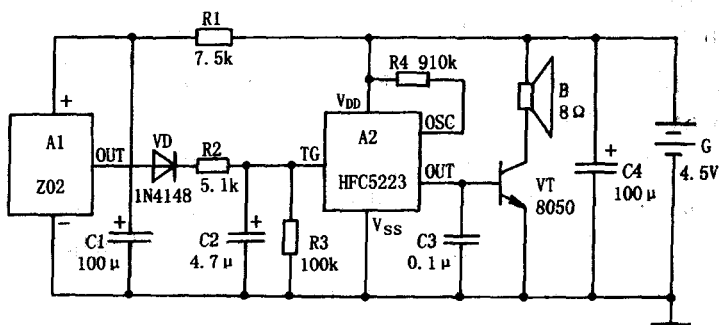 R1
7.5k
R4 910k
+
VDD
OSC
B
8Ω
A1
OUT
Z02
VD
1N4148
R2
5.1k
TG
A2
HFC5223
OUT
VT
8050
+
C4
100μ
G
4.5V
−
+
C1
100μ
+
C2
4.7μ
R3
100k
VSS
C3
0.1μ